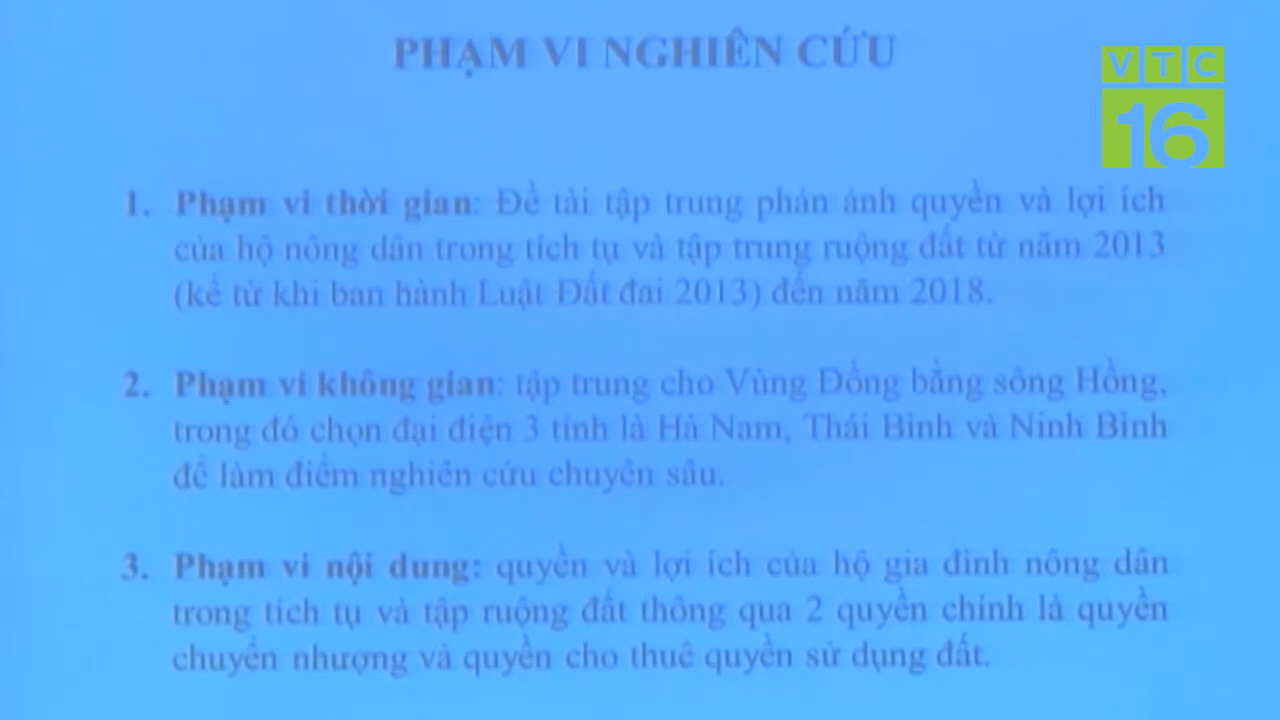 PHẠM VI NGHIÊN CỨU
VTC
16
1. Phạm vi thời gian: Đề tài tập trung phản ánh quyền và lợi ích
của hộ nông dân trong tích tụ và tập trung ruộng đất từ năm 2013
(kể từ khi ban hành Luật Đất đai 2013) đến năm 2018.
2. Phạm vi không gian: tập trung cho Vùng Đồng bằng sông Hồng,
trong đó chọn đại điện 3 tỉnh là Hà Nam, Thái Bình và Ninh Bình
để làm điểm nghiên cứu chuyên sâu.
3. Phạm vi nội dung: quyền và lợi ích của hộ gia đình nông dân
trong tích tụ và tập ruộng đất thông qua 2 quyền chính là quyền
chuyển nhượng và quyền cho thuê quyền sử dụng đất.